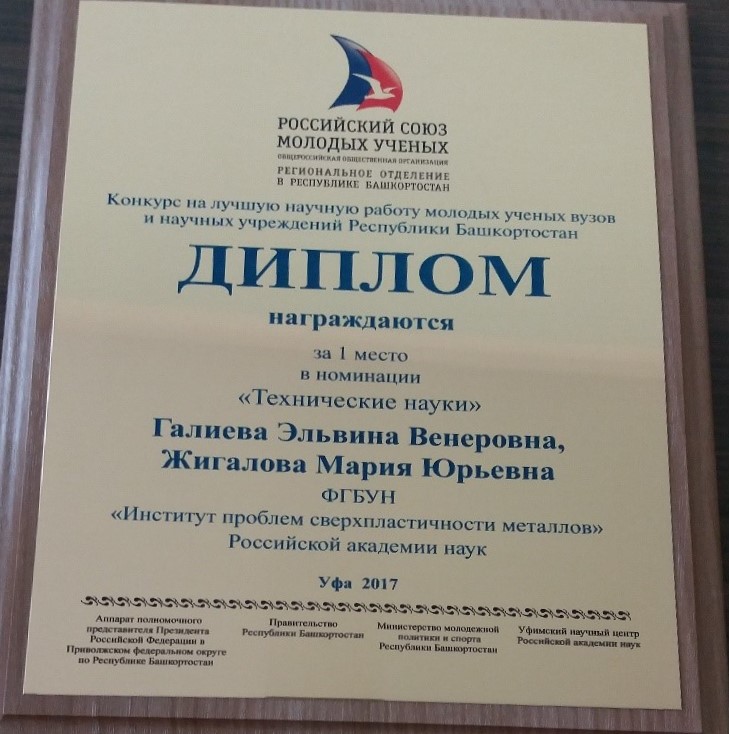 РОССИЙСКИЙ СОЮЗ
МОЛОДЫХ УЧЕНЫХ
ОБЩЕРОССИЙСКАЯ ОБЩЕСТВЕННАЯ ОРГАНИЗАЦИЯ
РЕГИОНАЛЬНОЕ ОТДЕЛЕНИЕ
В РЕСПУБЛИКЕ БАШКОРТОСТАН
Конкурс на лучшую научную работу молодых ученых вузов
и научных учреждений Республики Башкортостан
ДИПЛОМ
награждаются
за 1 место
в номинации
«Технические науки»
Галиева Эльвина Венеровна,
Жигалова Мария Юрьевна
ФГБУН
«Институт проблем сверхпластичности металлов»
Российской академии наук
Уфа 2017
Аппарат полномочного
представителя Президента
Российской Федерации в
Приволжском федеральном округе
по Республике Башкортостан
Правительство
Республики Башкортостан
Министерство молодежной
политики и спорта
Республики Башкортостан
Уфимский научный центр
Российской академии наук